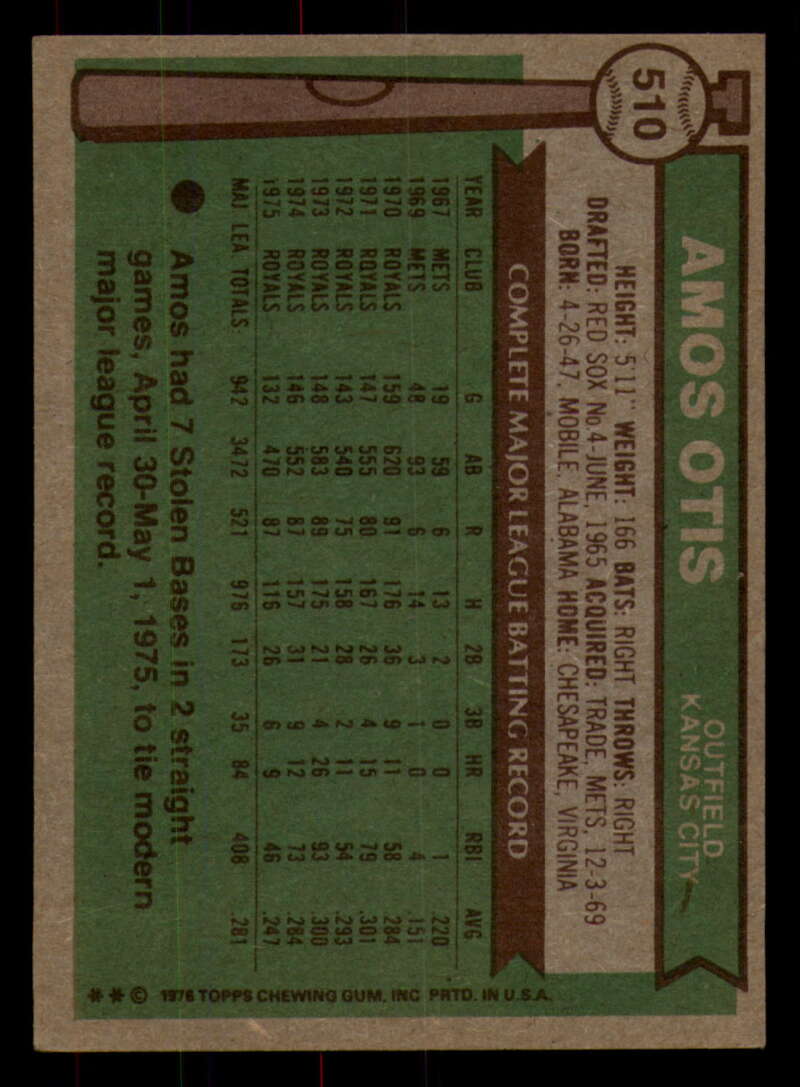 510
AMOS OTIS
OUTFIELD
KANSAS CITY
HEIGHT: 5'11" WEIGHT: 166 BATS: RIGHT THROWS: RIGHT
DRAFTED: RED SOX No.4-JUNE, 1965 ACQUIRED: TRADE, METS, 12-3-69
BORN: 4-26-47, MOBILE, ALABAMA HOME: CHESAPEAKE, VIRGINIA
COMPLETE MAJOR LEAGUE BATTING RECORD
YEAR CLUB G AB R H 2B 3B HR RBI AVG
1967 METS 19 59 6 13 2 0 0 1 .220
1969 METS 48 93 6 14 3 1 0 4 .151
1970 ROYALS 159 620 91 176 36 9 11 58 .284
1971 ROYALS 147 555 80 167 26 4 15 79 .301
1972 ROYALS 143 540 75 158 28 2 11 54 .293
1973 ROYALS 148 583 89 175 21 4 26 93 .300
1974 ROYALS 146 552 87 157 31 9 12 73 .284
1975 ROYALS 132 470 87 116 26 6 9 46 .247
MAJ. LEA. TOTALS 942 3472 521 976 173 35 84 408 .281
Amos had 7 Stolen Bases in 2 straight
games, April 30-May 1, 1975, to tie modern
major league record.
** © 1976 TOPPS CHEWING GUM, INC. PRTD. IN U.S.A.